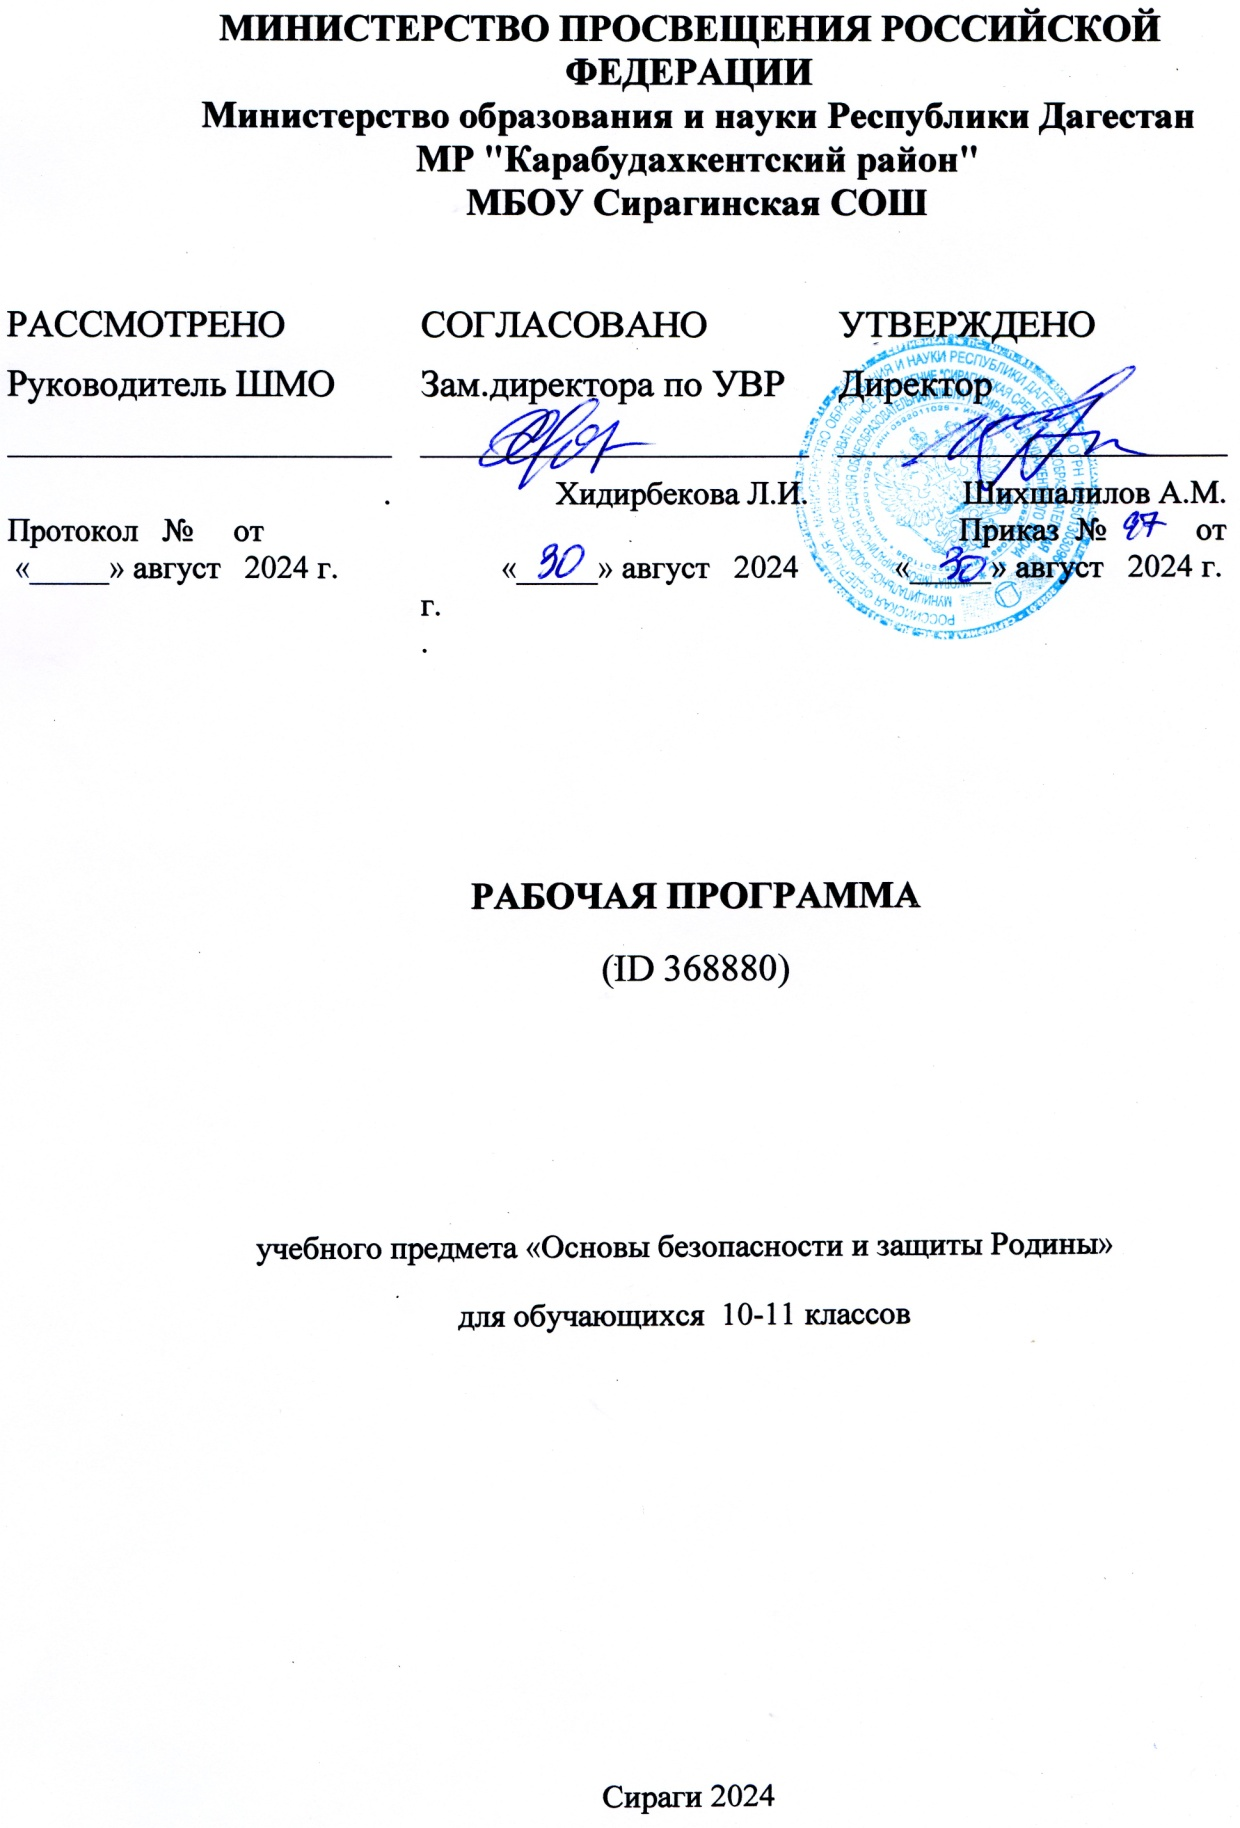 МИНИСТЕРСТВО ПРОСВЕЩЕНИЯ РОССИЙСКОЙ
ФЕДЕРАЦИИ
Министерство образования и науки Республики Дагестан
МР "Карабудахкентский район"
МБОУ Сирагинская СОШ
РАССМОТРЕНО
Руководитель ШМО
.
Протокол № от
«_____» август 2024 г.
СОГЛАСОВАНО
Зам.директора по УВР
Хидирбекова Л.И.
«30» август 2024
г.
.
УТВЕРЖДЕНО
Директор
Шихшалилов А.М.
Приказ № 97 от
«30» август 2024 г.
РАБОЧАЯ ПРОГРАММА
(ID 368880)
учебного предмета «Основы безопасности и защиты Родины»
для обучающихся 10-11 классов
Сираги 2024